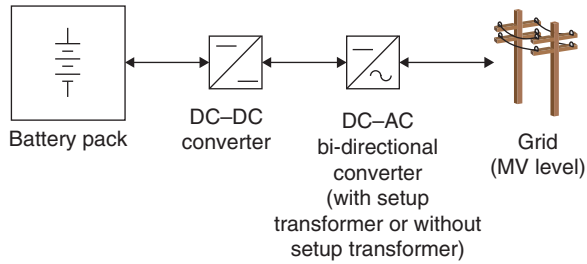 Battery pack
DC–DC
converter
DC–AC
bi-directional
converter
(with setup
transformer or without
setup transformer)
Grid
(MV level)